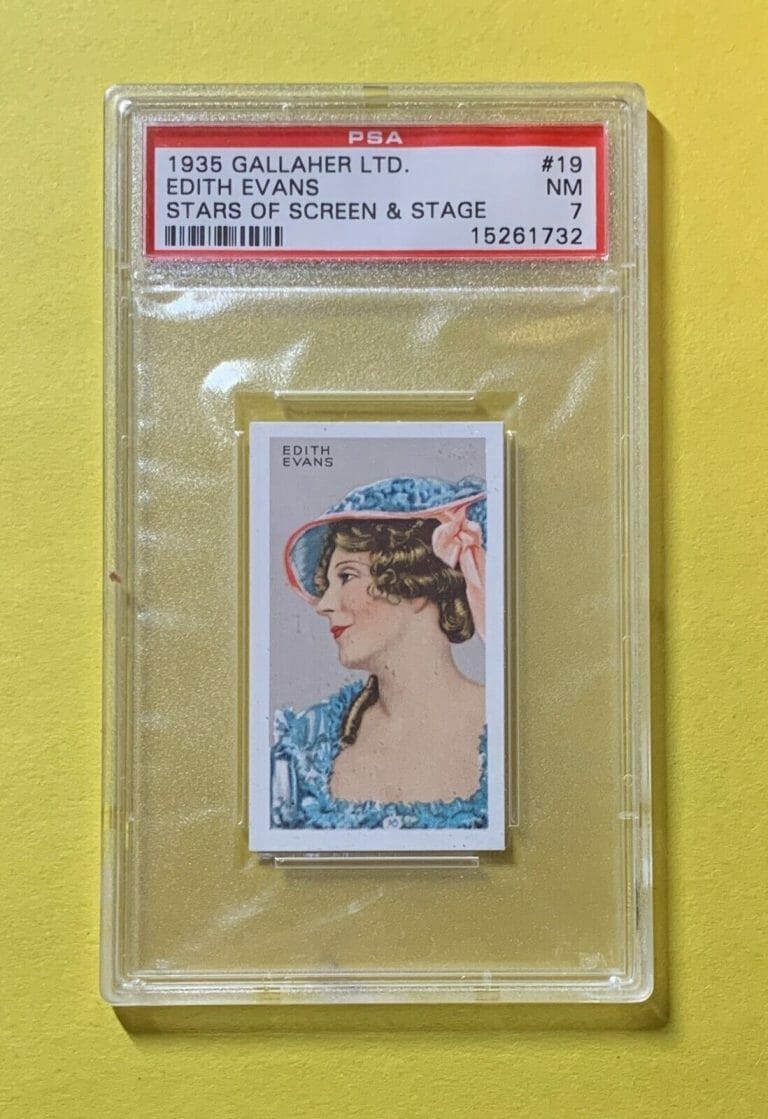 PSA
1935 GALLAHER LTD. #19
EDITH EVANS NM
STARS OF SCREEN & STAGE 7
15261732
EDITH
EVANS